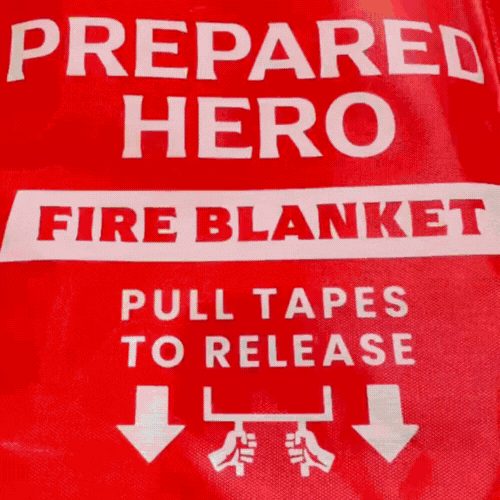 PREPARED
HERO
FIRE BLANKET
PULL TAPES
TO RELEASE